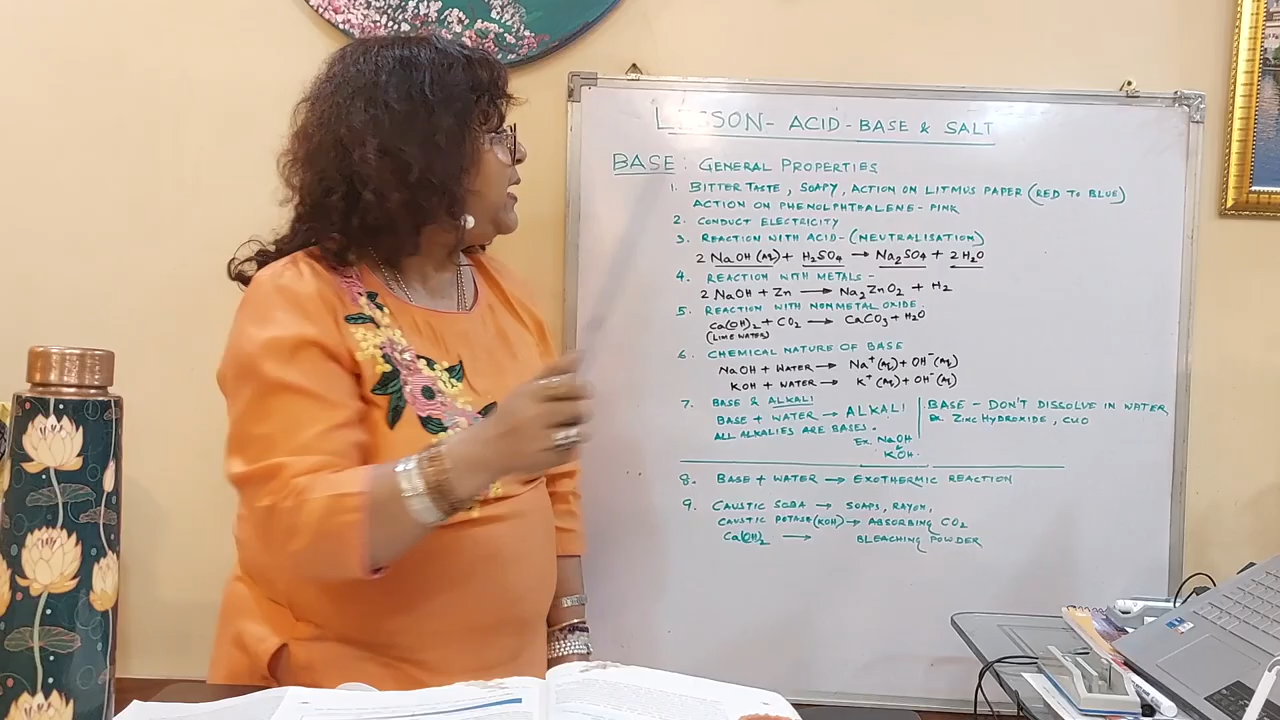 LESSON- ACID-BASE & SALT
BASE : GENERAL PROPERTIES
1. BITTER TASTE, SOAPY, ACTION ON LITMUS PAPER (RED TO BLUE)
ACTION ON PHENOLPHTHALENE - PINK
2. CONDUCT ELECTRICITY
3. REACTION WITH ACID- (NEUTRALISATION)
2 NaOH (Aq) + H₂SO₄ → Na₂SO₄ + 2H₂O
4. REACTION WITH METALS -
2 NaOH + Zn → Na₂ZnO₂ + H₂
5. REACTION WITH NONMETAL OXIDE.
Ca(OH)₂ + CO₂ → CaCO₃ + H₂O
(LIME WATER)
6. CHEMICAL NATURE OF BASE
NaOH + WATER → Na⁺(Aq) + OH⁻(Aq)
KOH + WATER → K⁺(Aq) + OH⁻(Aq)
7. BASE & ALKALI
BASE + WATER → ALKALI
ALL ALKALIES ARE BASES.
Ex. NaOH
& KOH.
BASE - DON'T DISSOLVE IN WATER,
Ex. ZINC HYDROXIDE, CUO
8. BASE + WATER → EXOTHERMIC REACTION
9. CAUSTIC SODA → SOAPS, RAYON,
CAUSTIC POTASH (KOH) → ABSORBING CO₂
Ca(OH)₂ → BLEACHING POWDER